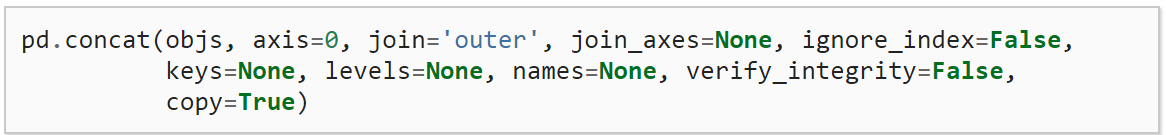 pd.concat(objs, axis=0, join='outer', join_axes=None, ignore_index=False,
keys=None, levels=None, names=None, verify_integrity=False,
copy=True)